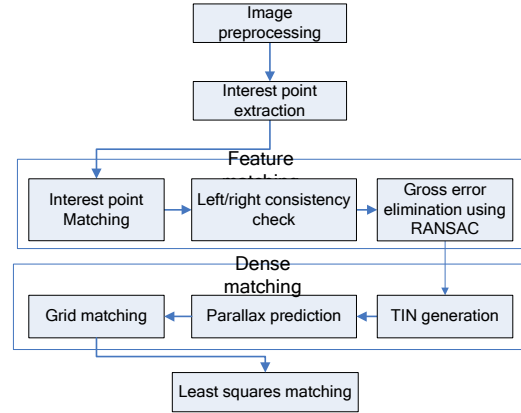 Image
preprocessing
Interest point
extraction
Feature
matching
Interest point
Matching
Left/right consistency
check
Gross error
elimination using
RANSAC
Dense
matching
Grid matching
Parallax prediction
TIN generation
Least squares matching